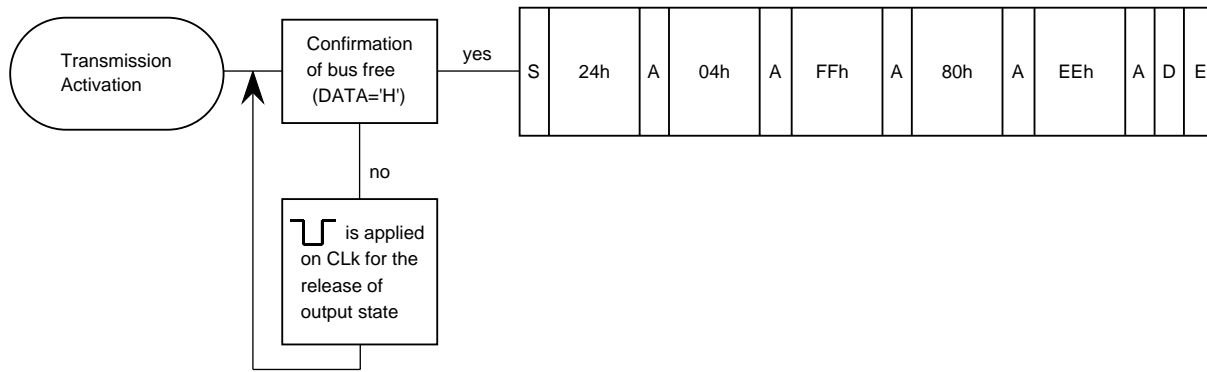 Transmission
Activation
Confirmation
of bus free
(DATA='H')
yes
S 24h A 04h A FFh A 80h A EEh A D E
no
is applied
on CLk for the
release of
output state